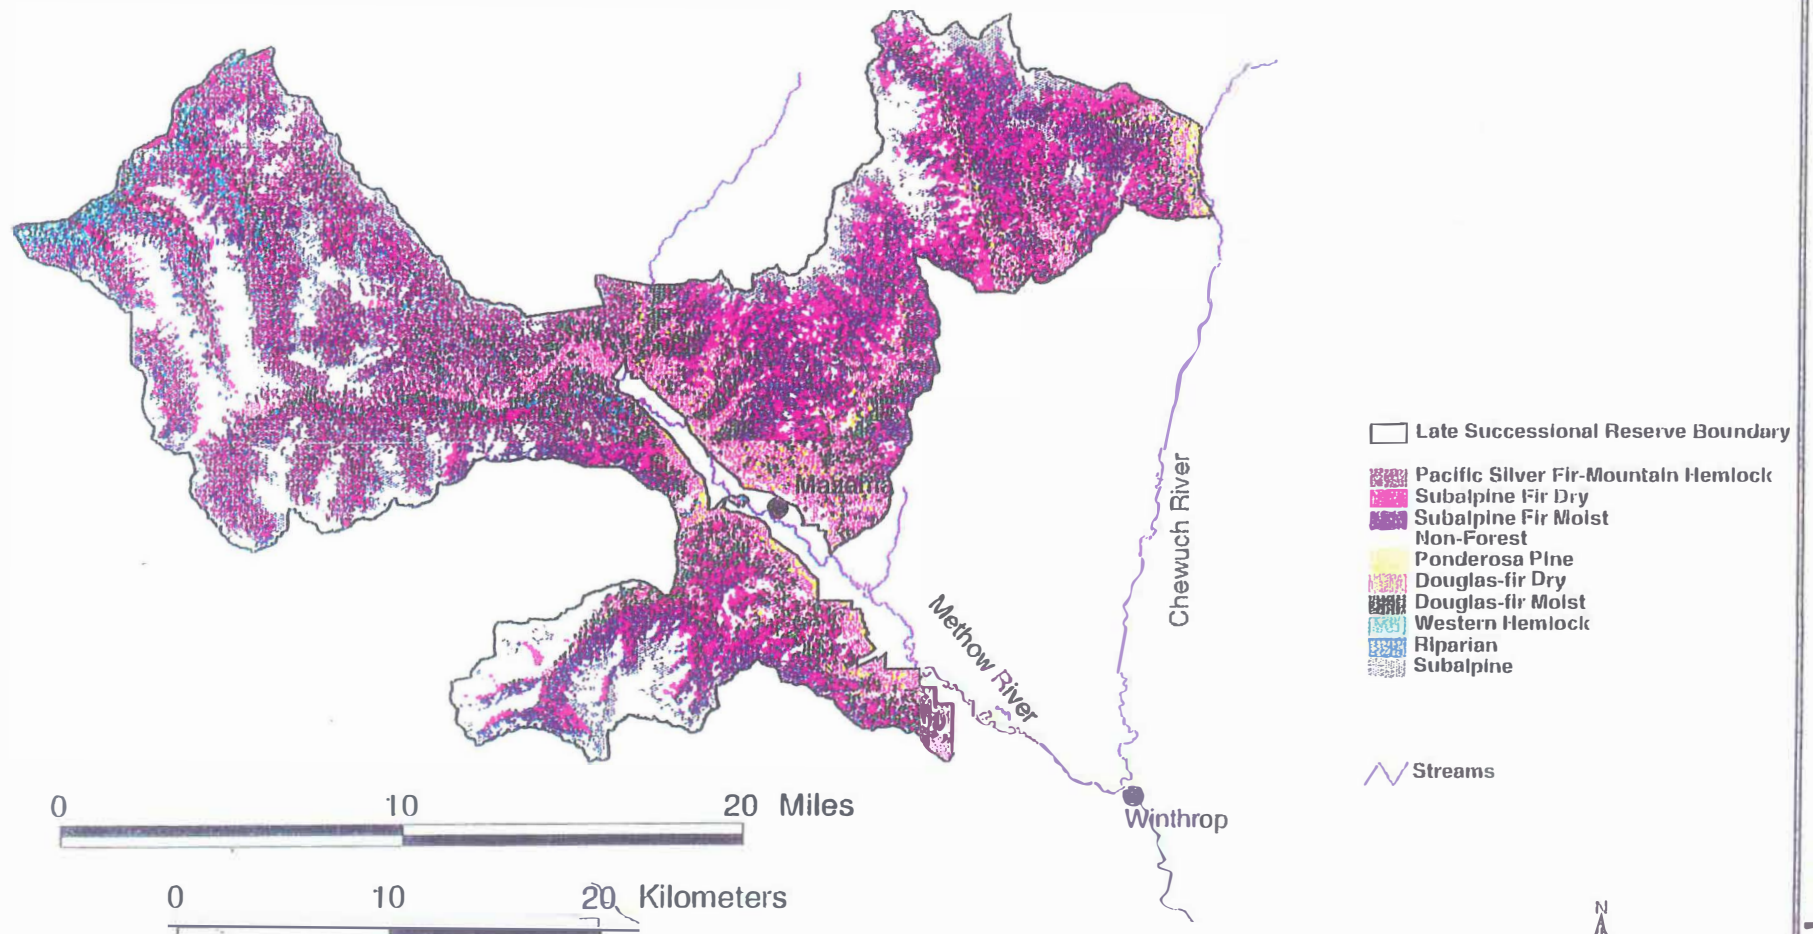 Mazama
Chewuch River
Methow River
Winthrop
Late Successional Reserve Boundary
Pacific Silver Fir-Mountain Hemlock
Subalpine Fir Dry
Subalpine Fir Moist
Non-Forest
Ponderosa Pine
Douglas-fir Dry
Douglas-fir Moist
Western Hemlock
Riparian
Subalpine
Streams
0 10 20 Miles
0 10 20 Kilometers
N